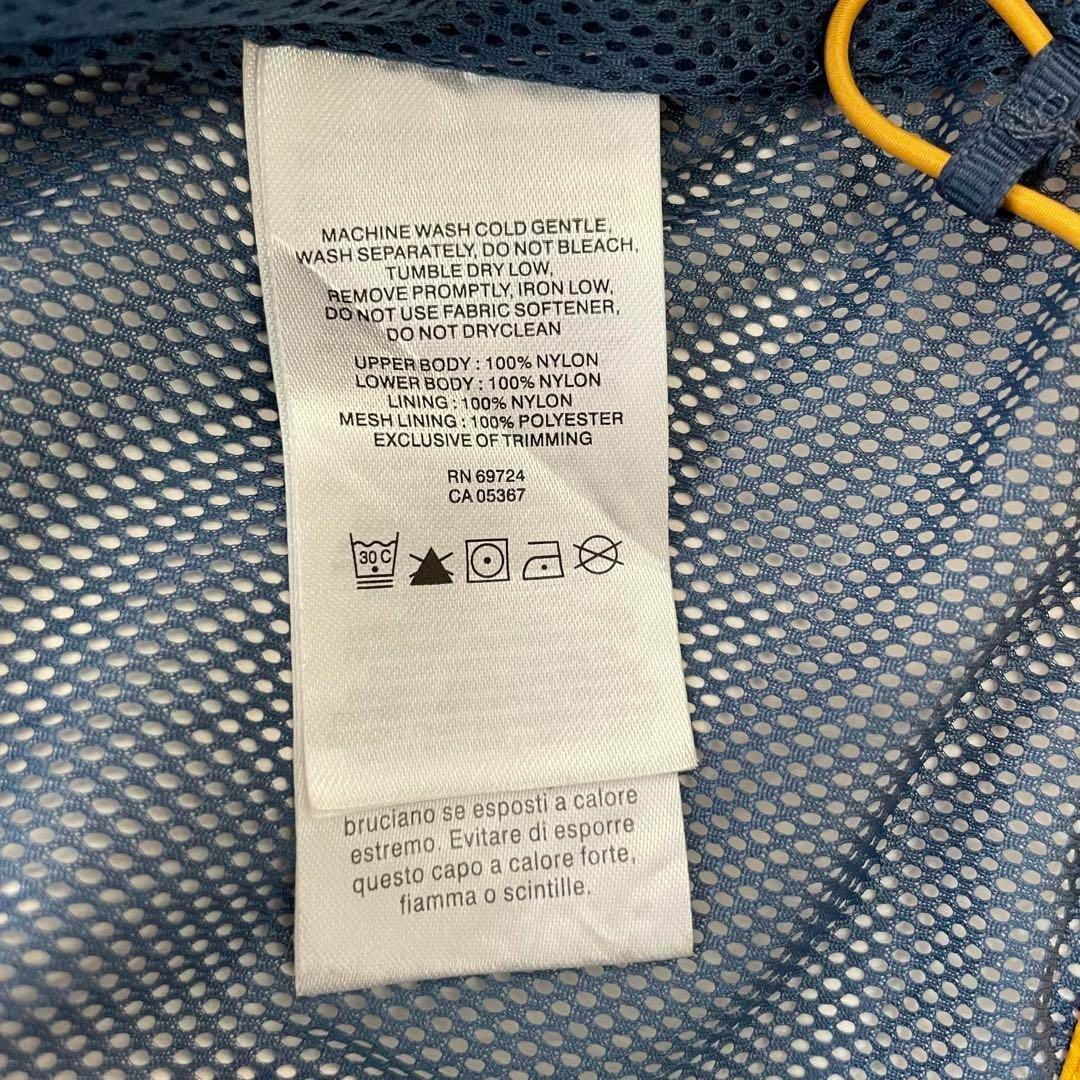 MACHINE WASH COLD GENTLE,
WASH SEPARATELY, DO NOT BLEACH,
TUMBLE DRY LOW,
REMOVE PROMPTLY, IRON LOW,
DO NOT USE FABRIC SOFTENER,
DO NOT DRYCLEAN
UPPER BODY : 100% NYLON
LOWER BODY : 100% NYLON
LINING : 100% NYLON
MESH LINING : 100% POLYESTER
EXCLUSIVE OF TRIMMING
RN 69724
CA 05367
30 C
bruciano se esposti a calore
estremo. Evitare di esporre
questo capo a calore forte,
fiamma o scintille.